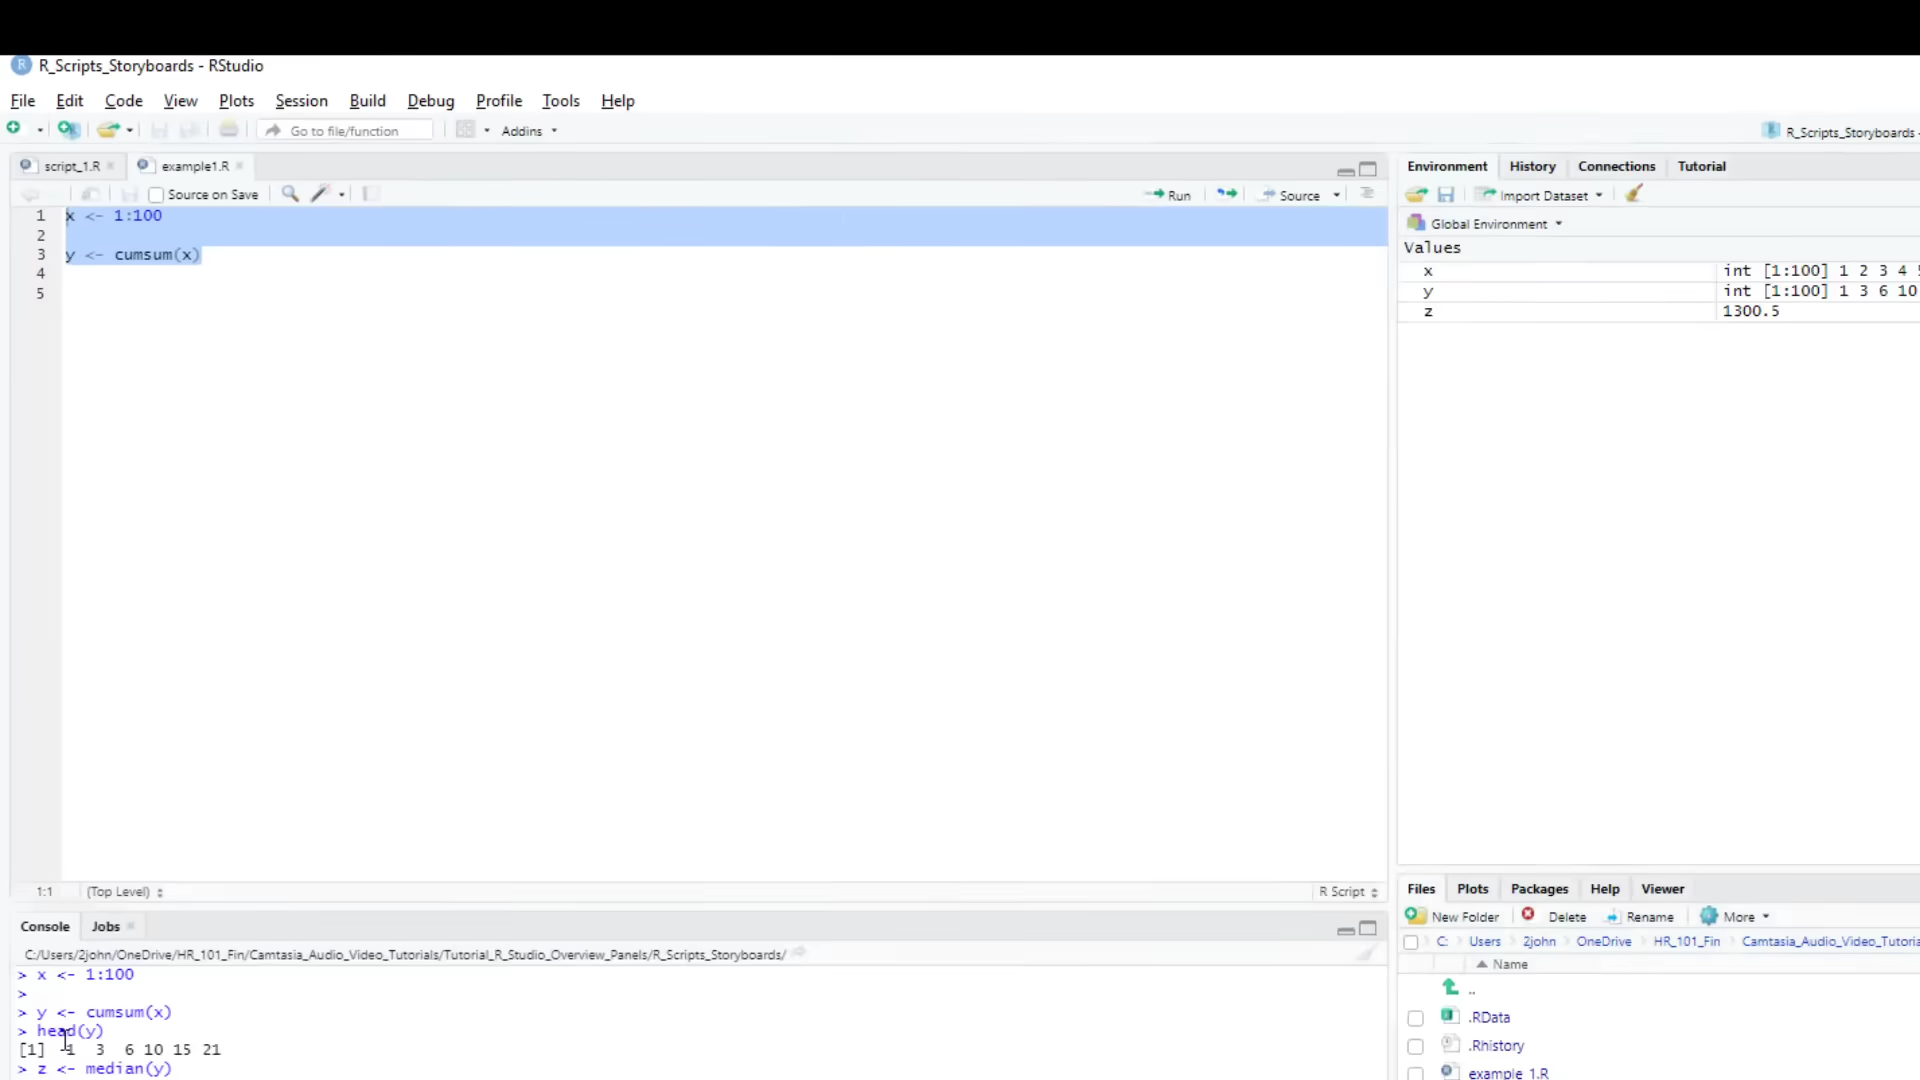 R_Scripts_Storyboards - RStudio
File Edit Code View Plots Session Build Debug Profile Tools Help
Go to file/function Addins
R_Scripts_Storyboards -
script_1.R example1.R
Source on Save Run Source
1 x <- 1:100
2
3 y <- cumsum(x)
4
5
1:1 (Top Level) R Script
Console Jobs
C:/Users/2john/OneDrive/HR_101_Fin/Camtasia_Audio_Video_Tutorials/Tutorial_R_Studio_Overview_Panels/R_Scripts_Storyboards/
> x <- 1:100
>
> y <- cumsum(x)
> head(y)
[1] 1 3 6 10 15 21
> z <- median(y)
Environment History Connections Tutorial
Import Dataset
Global Environment
Values
x int [1:100] 1 2 3 4
y int [1:100] 1 3 6 10
z 1300.5
Files Plots Packages Help Viewer
New Folder Delete Rename More
C: Users 2john OneDrive HR_101_Fin Camtasia_Audio_Video_Tutoria
Name
..
.RData
.Rhistory
example_1.R